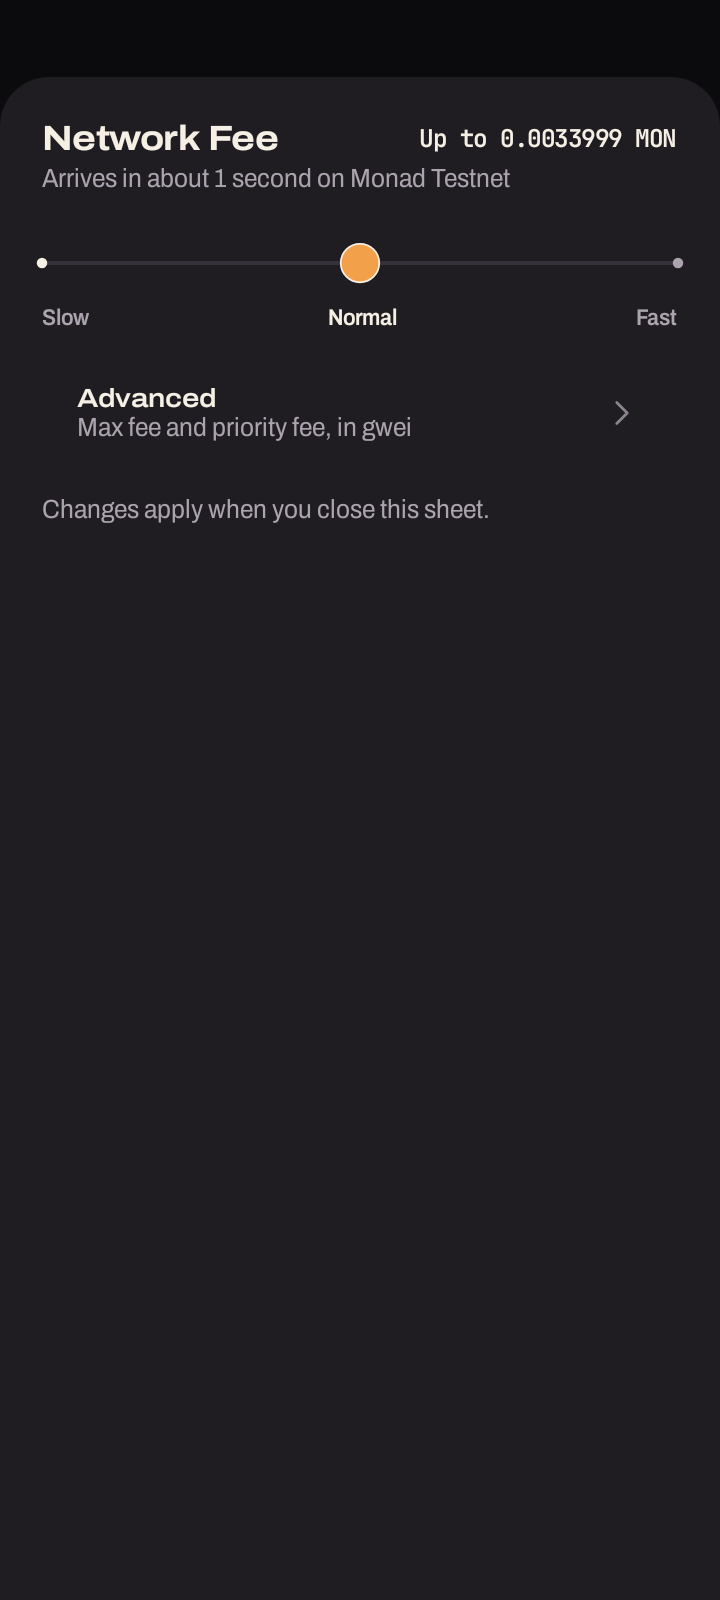 Network Fee
Up to 0.0033999 MON
Arrives in about 1 second on Monad Testnet
Slow
Normal
Fast
Advanced
Max fee and priority fee, in gwei
Changes apply when you close this sheet.